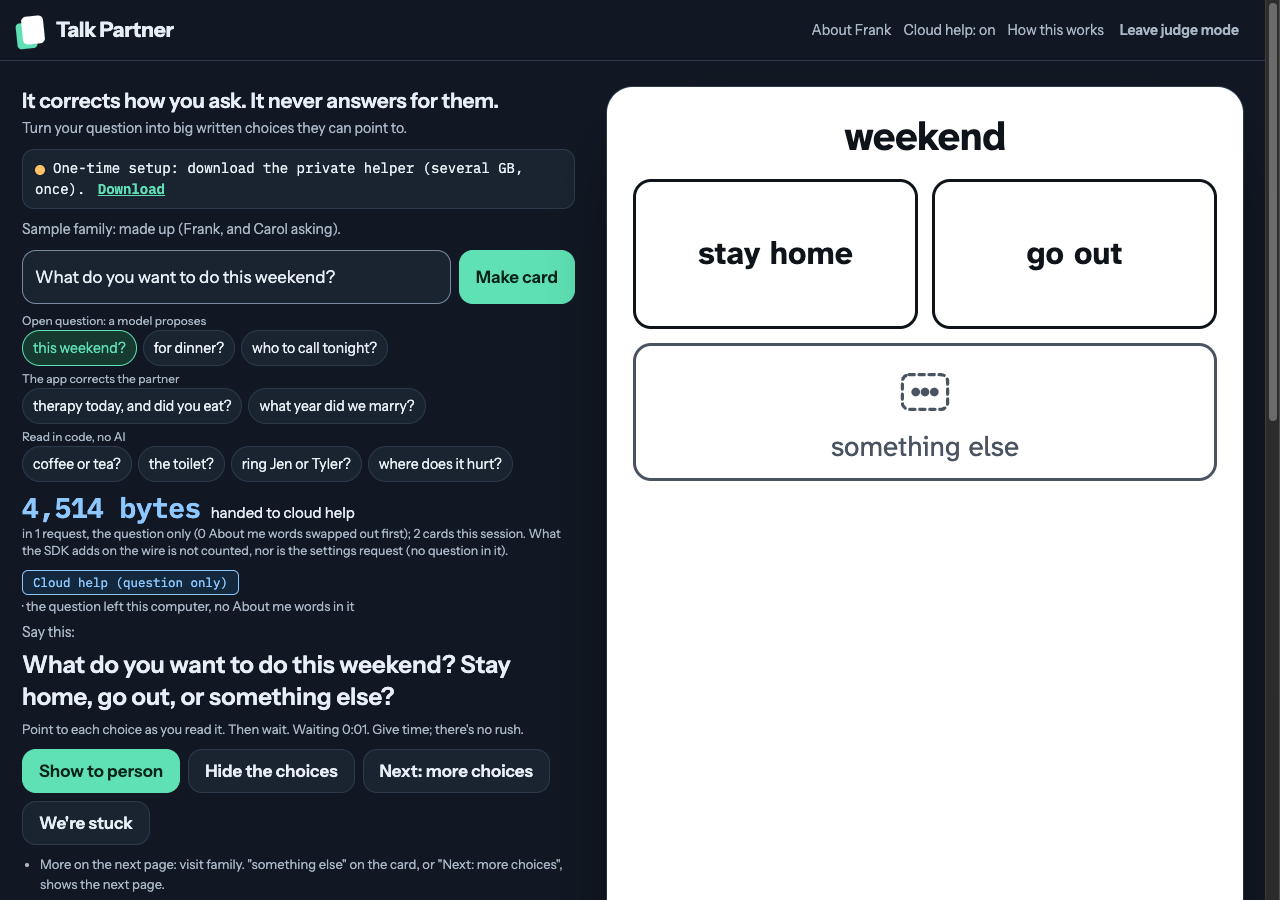 Talk Partner
About Frank Cloud help: on How this works Leave judge mode
It corrects how you ask. It never answers for them.
Turn your question into big written choices they can point to.
One-time setup: download the private helper (several GB,
once). Download
Sample family: made up (Frank, and Carol asking).
What do you want to do this weekend?
Make card
Open question: a model proposes
this weekend? for dinner? who to call tonight?
The app corrects the partner
therapy today, and did you eat? what year did we marry?
Read in code, no AI
coffee or tea? the toilet? ring Jen or Tyler? where does it hurt?
4,514 bytes handed to cloud help
in 1 request, the question only (0 About me words swapped out first); 2 cards this session. What
the SDK adds on the wire is not counted, nor is the settings request (no question in it).
Cloud help (question only)
· the question left this computer, no About me words in it
Say this:
What do you want to do this weekend? Stay
home, go out, or something else?
Point to each choice as you read it. Then wait. Waiting 0:01. Give time; there's no rush.
Show to person Hide the choices Next: more choices
We're stuck
• More on the next page: visit family. "something else" on the card, or "Next: more choices",
shows the next page.
weekend
stay home go out
something else